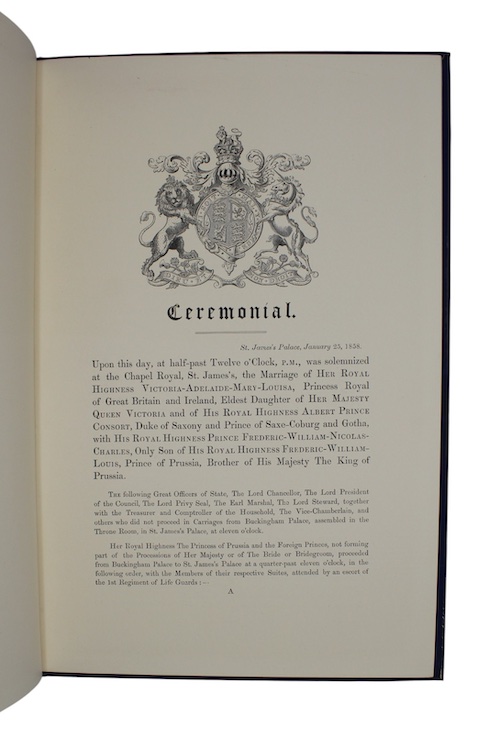 Ceremonial.
St. James's Palace, January 25, 1858.
Upon this day, at half-past Twelve o'Clock, P.M., was solemnized
at the Chapel Royal, St. James's, the Marriage of Her Royal
Highness Victoria-Adelaide-Mary-Louisa, Princess Royal
of Great Britain and Ireland, Eldest Daughter of Her Majesty
Queen Victoria and of His Royal Highness Albert Prince
Consort, Duke of Saxony and Prince of Saxe-Coburg and Gotha,
with His Royal Highness Prince Frederic-William-Nicolas-
Charles, Only Son of His Royal Highness Frederic-William-
Louis, Prince of Prussia, Brother of His Majesty The King of
Prussia.
The following Great Officers of State, The Lord Chancellor, The Lord President
of the Council, The Lord Privy Seal, The Earl Marshal, The Lord Steward, together
with the Treasurer and Comptroller of the Household, The Vice-Chamberlain, and
others who did not proceed in Carriages from Buckingham Palace, assembled in the
Throne Room, in St. James's Palace, at eleven o'clock.
Her Royal Highness The Princess of Prussia and the Foreign Princes, not forming
part of the Processions of Her Majesty or of The Bride or Bridegroom, proceeded
from Buckingham Palace to St. James's Palace at a quarter-past eleven o'clock, in the
following order, with the Members of their respective Suites, attended by an escort of
the 1st Regiment of Life Guards:—
A